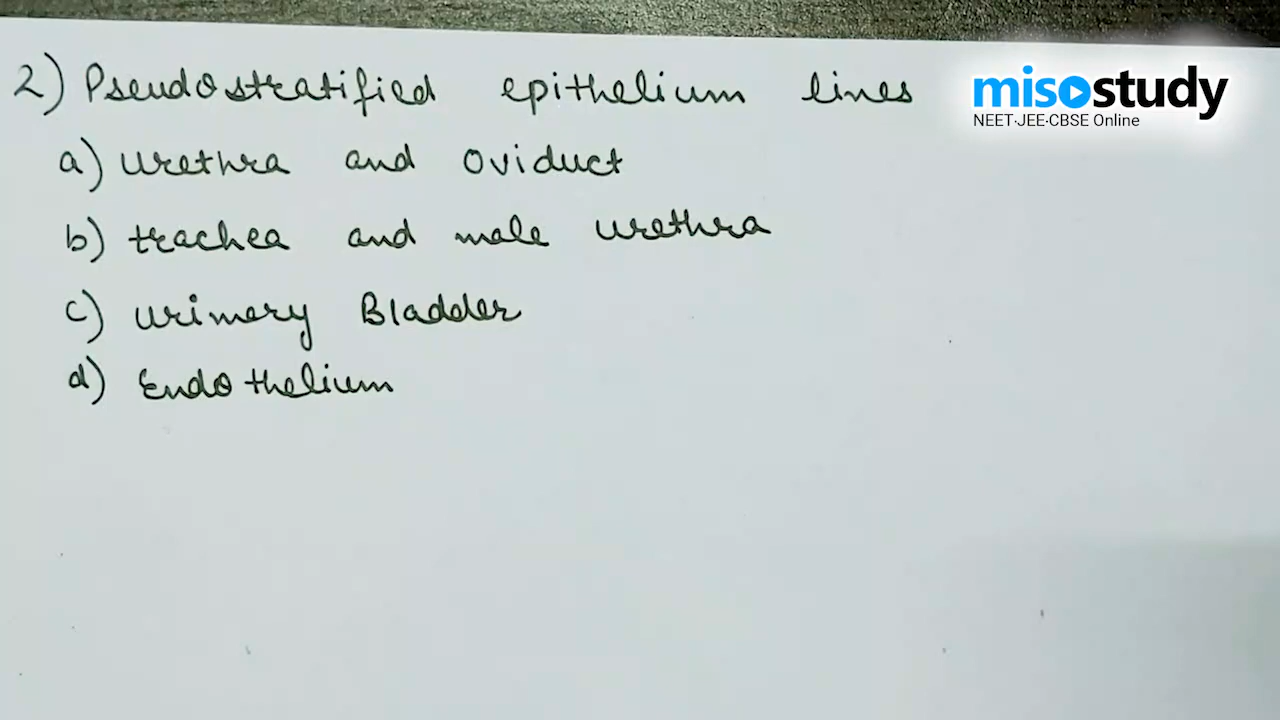 2) Pseudostratified epithelium lines
misostudy
NEET-JEE-CBSE Online
a) urethra and oviduct
b) trachea and male urethra
c) urinary Bladder
d) Endothelium